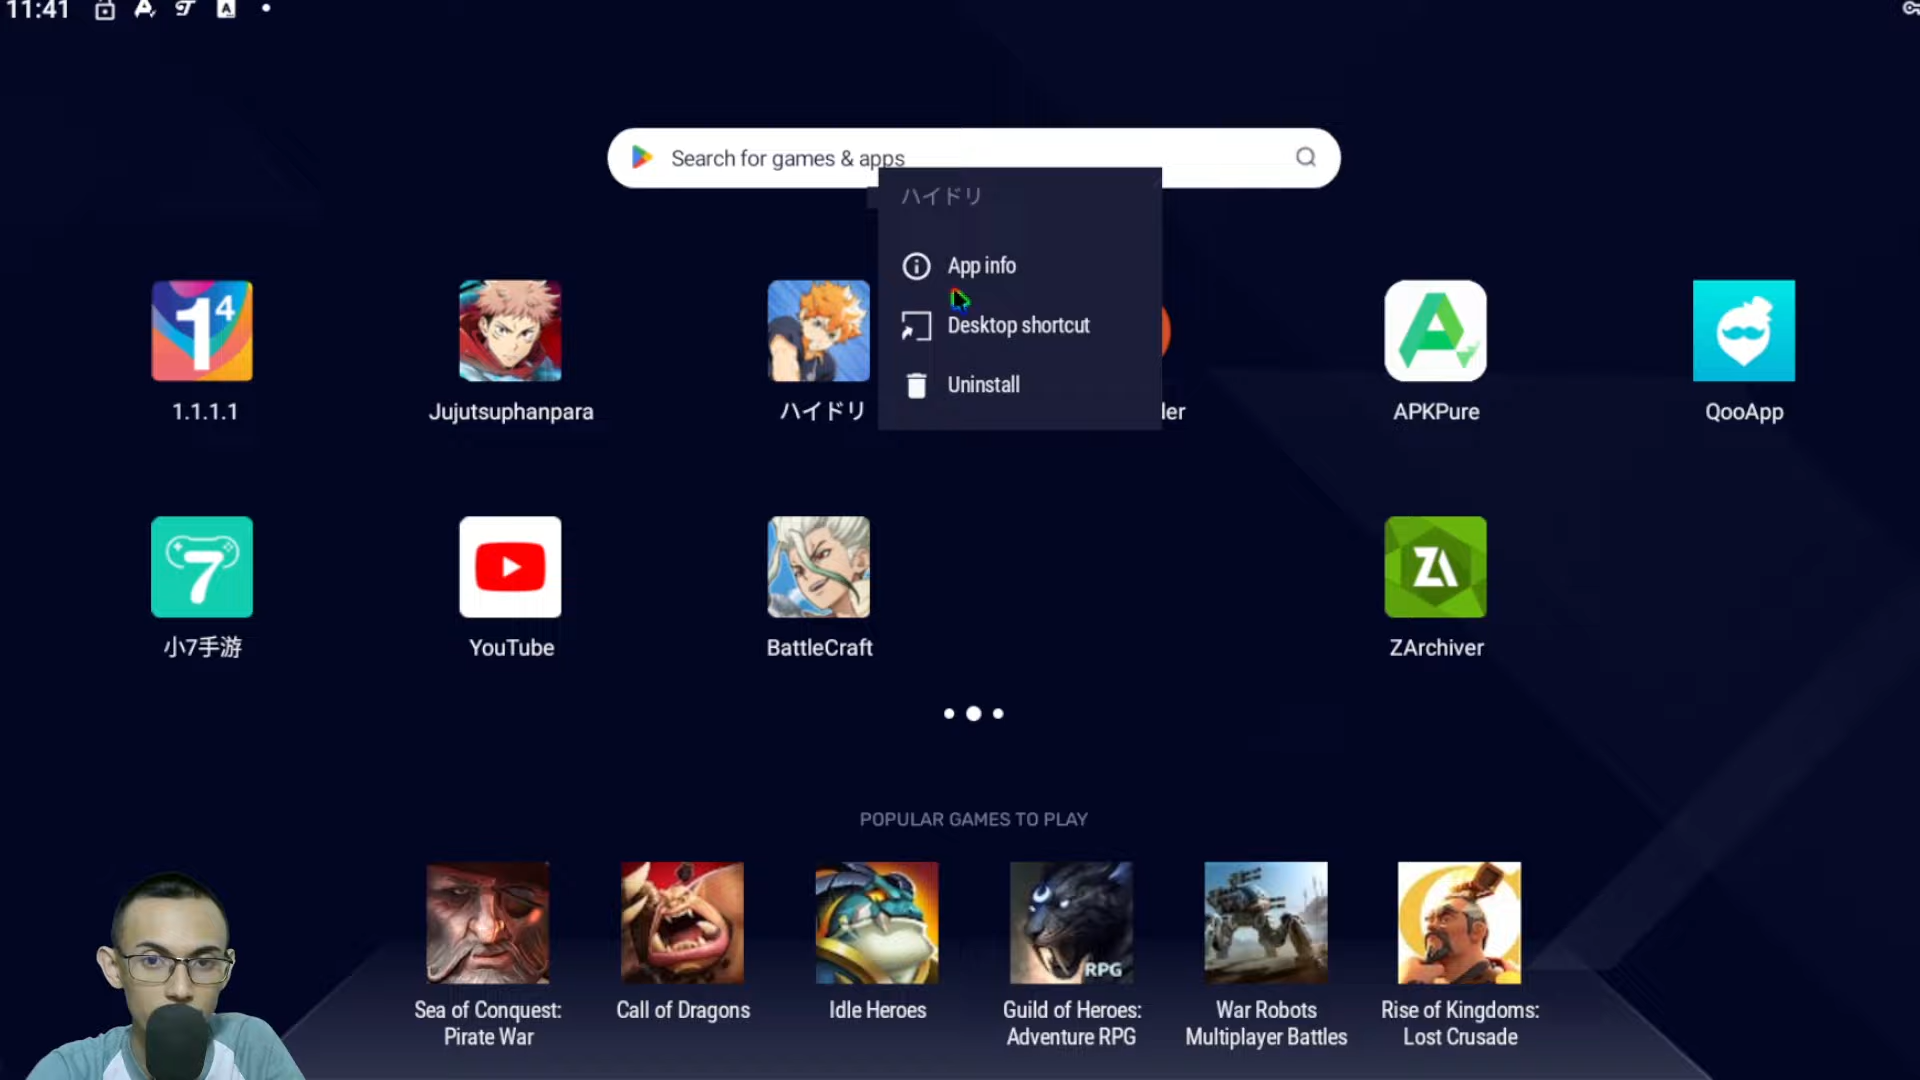 11:41
Search for games & apps
ハイドリ
App info
Desktop shortcut
Uninstall
1.1.1.1
Jujutsuphanpara
ハイドリ
ler
APKPure
QooApp
小7手游
YouTube
BattleCraft
ZArchiver
POPULAR GAMES TO PLAY
RPG
Sea of Conquest:
Pirate War
Call of Dragons
Idle Heroes
Guild of Heroes:
Adventure RPG
War Robots
Multiplayer Battles
Rise of Kingdoms:
Lost Crusade